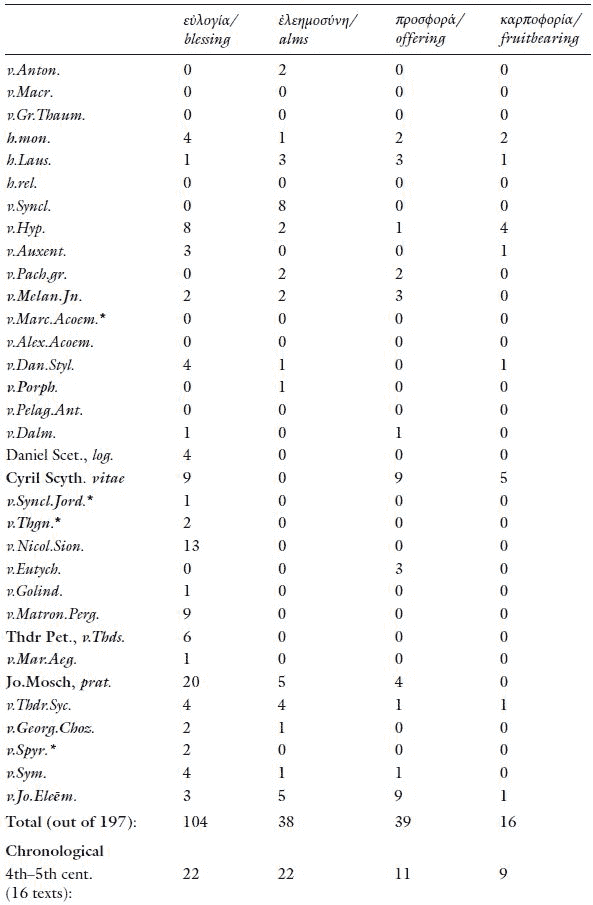 εὐλογία/ ἐλεημοσύνη/ προσφορά/ καρποφορία/
blessing alms offering fruitbearing
v.Anton. 0 2 0 0
v.Macr. 0 0 0 0
v.Gr.Thaum. 0 0 0 0
h.mon. 4 1 2 2
h.Laus. 1 3 3 1
h.rel. 0 0 0 0
v.Syncl. 0 8 0 0
v.Hyp. 8 2 1 4
v.Auxent. 3 0 0 1
v.Pach.gr. 0 2 2 0
v.Melan.Jn. 2 2 3 0
v.Marc.Acoem.* 0 0 0 0
v.Alex.Acoem. 0 0 0 0
v.Dan.Styl. 4 1 0 1
v.Porph. 0 1 0 0
v.Pelag.Ant. 0 0 0 0
v.Dalm. 1 0 1 0
Daniel Scet., log. 4 0 0 0
Cyril Scyth. vitae 9 0 9 5
v.Syncl.Jord.* 1 0 0 0
v.Thgn.* 2 0 0 0
v.Nicol.Sion. 13 0 0 0
v.Eutych. 0 0 3 0
v.Golind. 1 0 0 0
v.Matron.Perg. 9 0 0 0
Thdr Pet., v.Thds. 6 0 0 0
v.Mar.Aeg. 1 0 0 0
Jo.Mosch, prat. 20 5 4 0
v.Thdr.Syc. 4 4 1 1
v.Georg.Choz. 2 1 0 0
v.Spyr.* 2 0 0 0
v.Sym. 4 1 1 0
v.Jo.Eleēm. 3 5 9 1
Total (out of 197): 104 38 39 16
Chronological
4th–5th cent. 22 22 11 9
(16 texts):